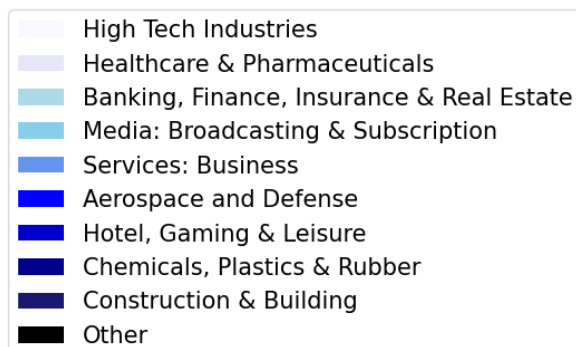 High Tech Industries
Healthcare & Pharmaceuticals
Banking, Finance, Insurance & Real Estate
Media: Broadcasting & Subscription
Services: Business
Aerospace and Defense
Hotel, Gaming & Leisure
Chemicals, Plastics & Rubber
Construction & Building
Other